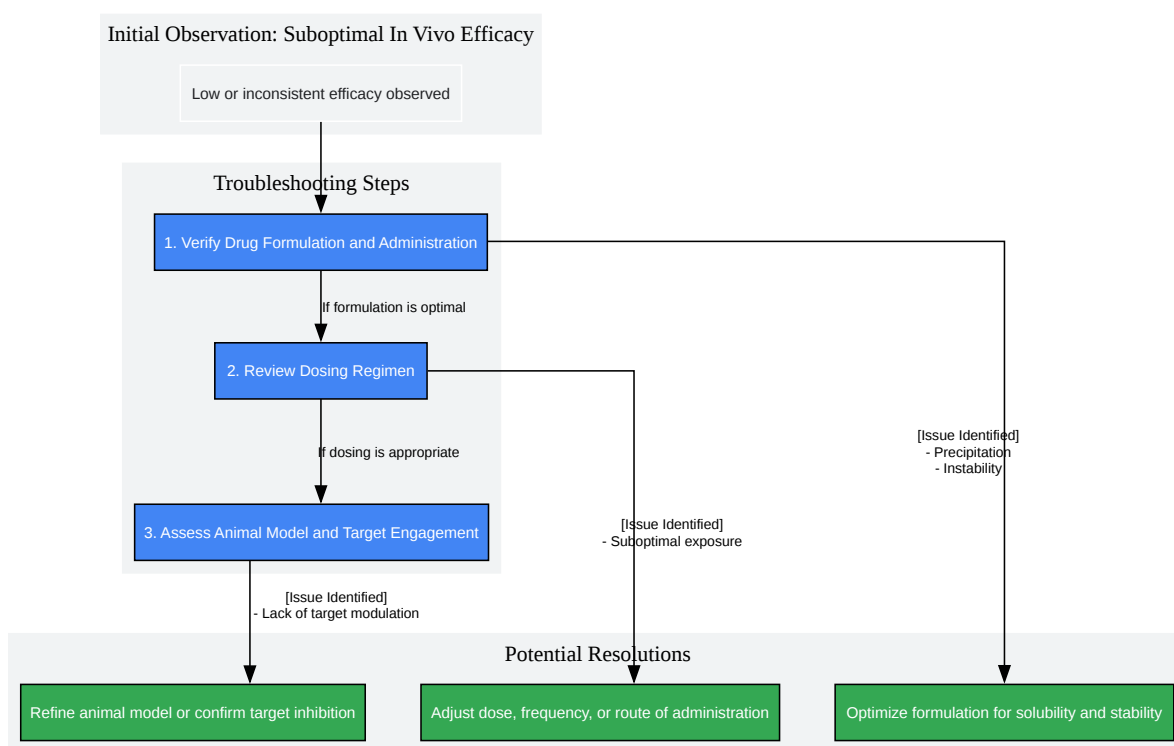 Initial Observation: Suboptimal In Vivo Efficacy
Low or inconsistent efficacy observed
Troubleshooting Steps
1. Verify Drug Formulation and Administration
If formulation is optimal
2. Review Dosing Regimen
If dosing is appropriate
[Issue Identified]
- Precipitation
- Instability
3. Assess Animal Model and Target Engagement
[Issue Identified]
- Suboptimal exposure
[Issue Identified]
- Lack of target modulation
Potential Resolutions
Refine animal model or confirm target inhibition
Adjust dose, frequency, or route of administration
Optimize formulation for solubility and stability